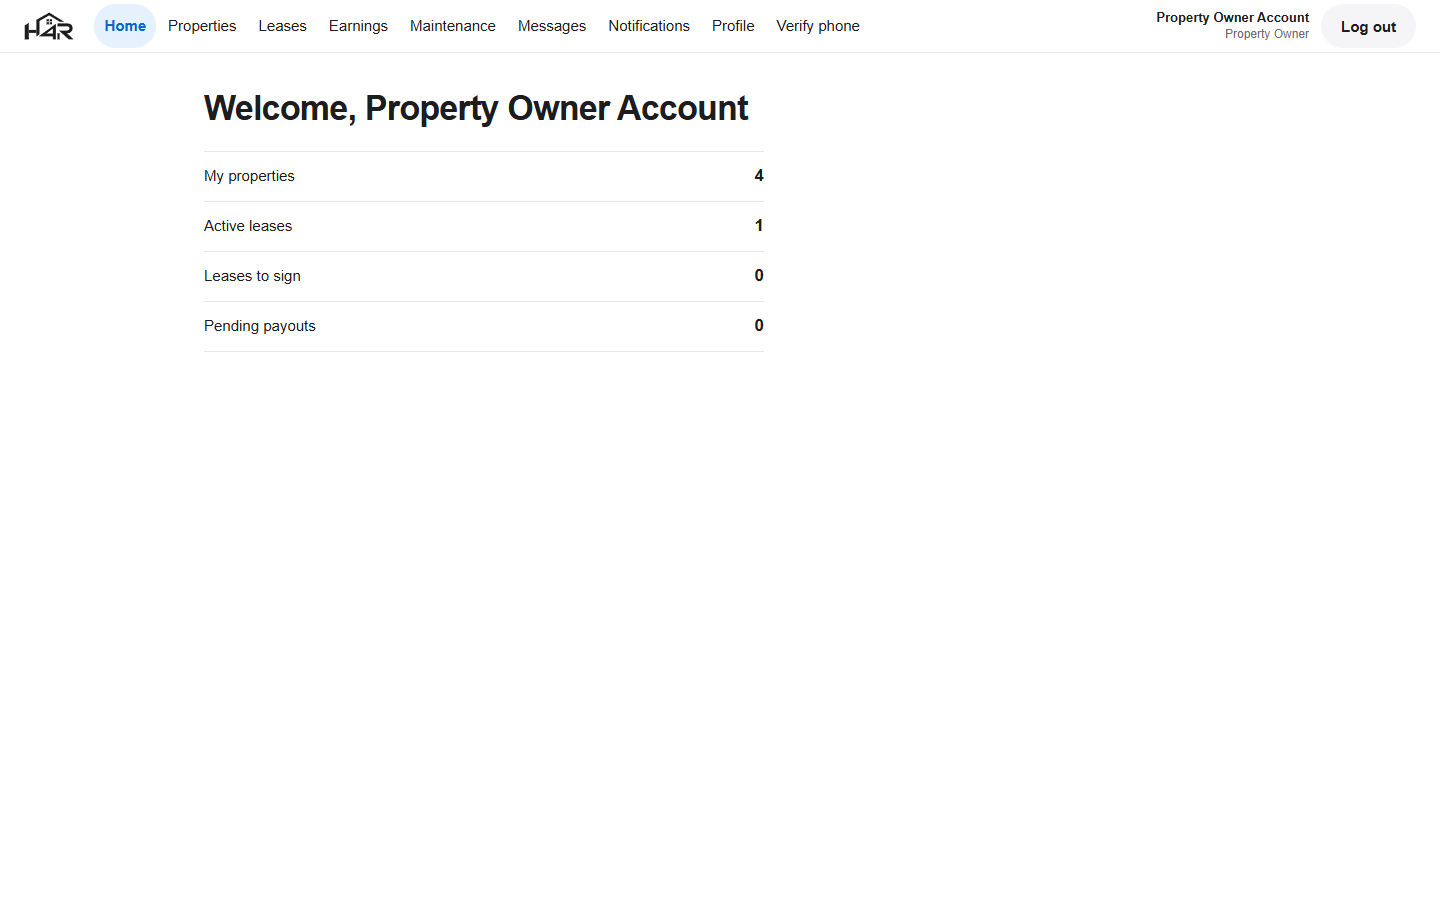 H4R
Home
Properties
Leases
Earnings
Maintenance
Messages
Notifications
Profile
Verify phone
Property Owner Account
Property Owner
Log out
Welcome, Property Owner Account
My properties 4
Active leases 1
Leases to sign 0
Pending payouts 0